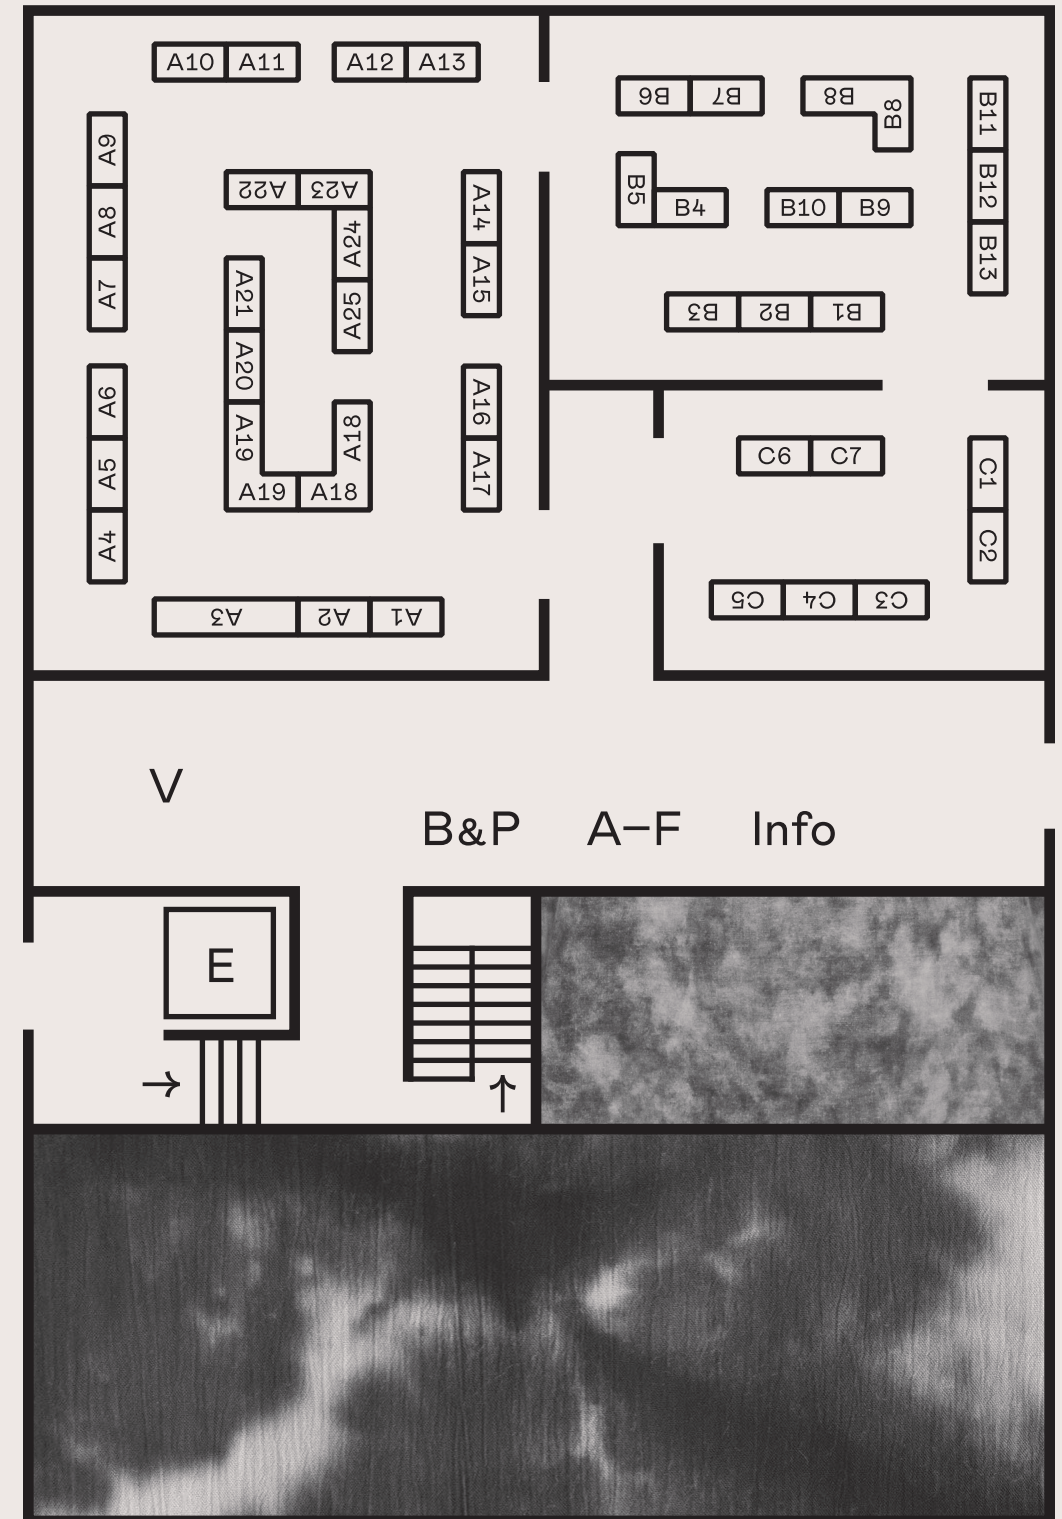 A10 A11 A12 A13
A9
A8
A7
A6
A5
A4
A22 A23
A24
A25
A21
A20
A19
A19 A18
A18
A14
A15
A16
A17
A3 A2 A1
B6 B7
B8
B8
B5
B4
B10 B9
B11
B12
B13
B3 B2 B1
C6 C7
C1
C2
C5 C4 C3
V
B&P A–F Info
E
→
↑